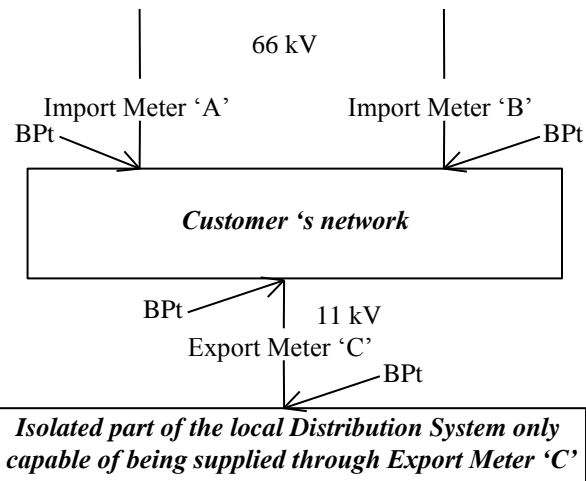 66 kV
Import Meter ‘A’
Import Meter ‘B’
BPt
BPt
Customer ‘s network
BPt
11 kV
Export Meter ‘C’
BPt
Isolated part of the local Distribution System only
capable of being supplied through Export Meter ‘C’